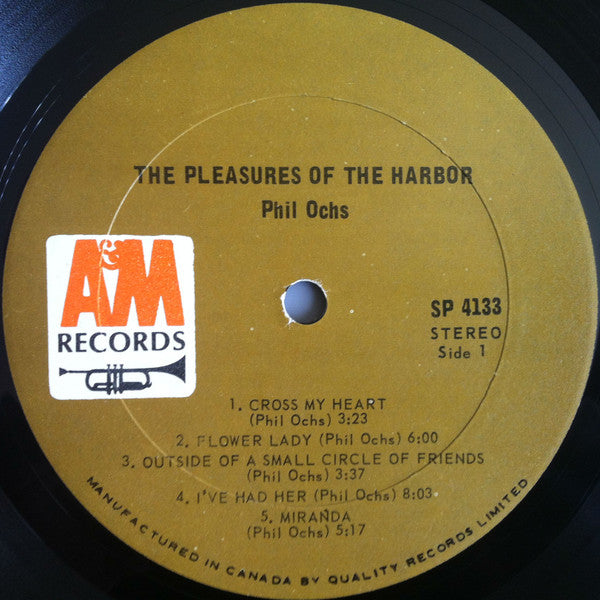 THE PLEASURES OF THE HARBOR
Phil Ochs
A&M
RECORDS
SP 4133
STEREO
Side 1
1. CROSS MY HEART
(Phil Ochs) 3:23
2. FLOWER LADY (Phil Ochs) 6:00
3. OUTSIDE OF A SMALL CIRCLE OF FRIENDS
(Phil Ochs) 3:37
4. I'VE HAD HER (Phil Ochs) 8:03
5. MIRANDA
(Phil Ochs) 5:17
MANUFACTURED IN CANADA BY QUALITY RECORDS LIMITED